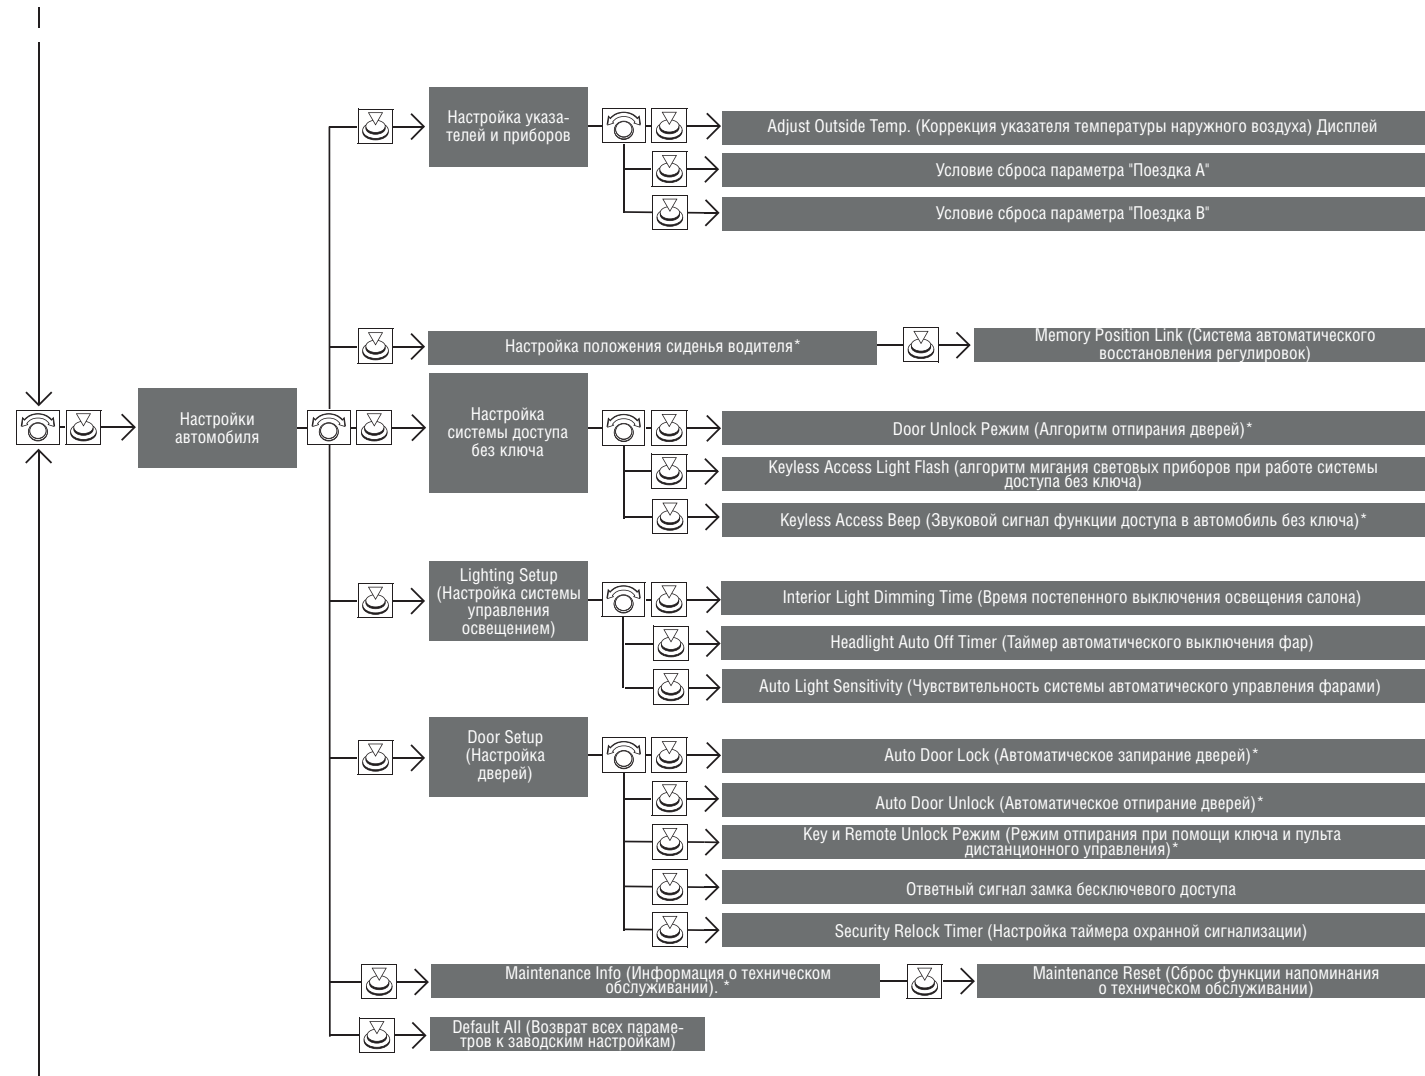 Настройка указа-
телей и приборов
Adjust Outside Temp. (Коррекция указателя температуры наружного воздуха) Дисплей
Условие сброса параметра "Поездка А"
Условие сброса параметра "Поездка В"
Настройка положения сиденья водителя*
Memory Position Link (Система автоматического
восстановления регулировок)
Настройки
автомобиля
Настройка
системы доступа
без ключа
Door Unlock Режим (Алгоритм отпирания дверей)*
Keyless Access Light Flash (алгоритм мигания световых приборов при работе системы
доступа без ключа)
Keyless Access Beep (Звуковой сигнал функции доступа в автомобиль без ключа)*
Lighting Setup
(Настройка системы
управления
освещением)
Interior Light Dimming Time (Время постепенного выключения освещения салона)
Headlight Auto Off Timer (Таймер автоматического выключения фар)
Auto Light Sensitivity (Чувствительность системы автоматического управления фарами)
Door Setup
(Настройка
дверей)
Auto Door Lock (Автоматическое запирание дверей)*
Auto Door Unlock (Автоматическое отпирание дверей)*
Key и Remote Unlock Режим (Режим отпирания при помощи ключа и пульта
дистанционного управления)*
Ответный сигнал замка бесключевого доступа
Security Relock Timer (Настройка таймера охранной сигнализации)
Maintenance Info (Информация о техническом
обслуживании). *
Maintenance Reset (Сброс функции напоминания
о техническом обслуживании)
Default All (Возврат всех параме-
тров к заводским настройкам)